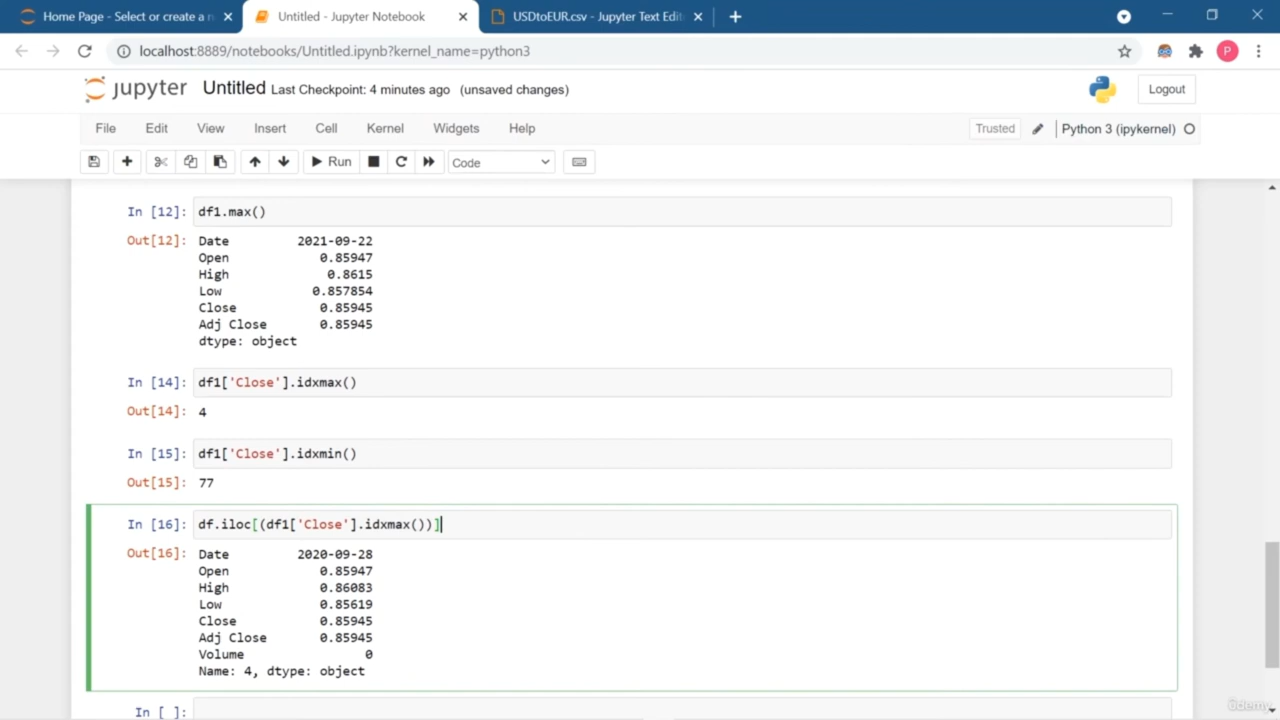 Home Page - Select or create a n
Untitled - Jupyter Notebook
USDtoEUR.csv - Jupyter Text Edit
localhost:8889/notebooks/Untitled.ipynb?kernel_name=python3
P
jupyter Untitled Last Checkpoint: 4 minutes ago (unsaved changes)
Logout
File Edit View Insert Cell Kernel Widgets Help
Trusted
Python 3 (ipykernel)
Run
Code
In [12]: df1.max()
Out[12]: Date 2021-09-22
Open 0.85947
High 0.8615
Low 0.857854
Close 0.85945
Adj Close 0.85945
dtype: object
In [14]: df1['Close'].idxmax()
Out[14]: 4
In [15]: df1['Close'].idxmin()
Out[15]: 77
In [16]: df.iloc[(df1['Close'].idxmax())]
Out[16]: Date 2020-09-28
Open 0.85947
High 0.86083
Low 0.85619
Close 0.85945
Adj Close 0.85945
Volume 0
Name: 4, dtype: object
In [ ]:
ûdemy